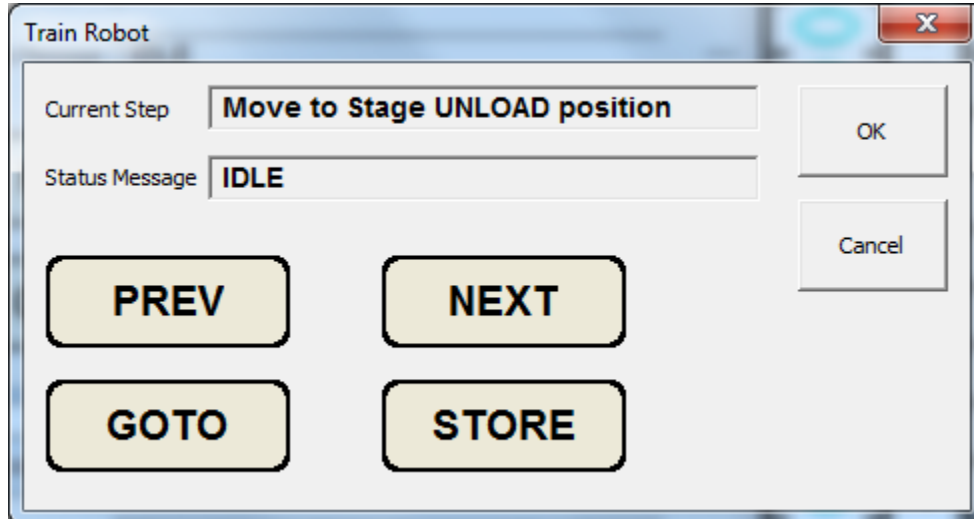 Train Robot
Current Step Move to Stage UNLOAD position
OK
Status Message IDLE
Cancel
PREV NEXT
GOTO STORE